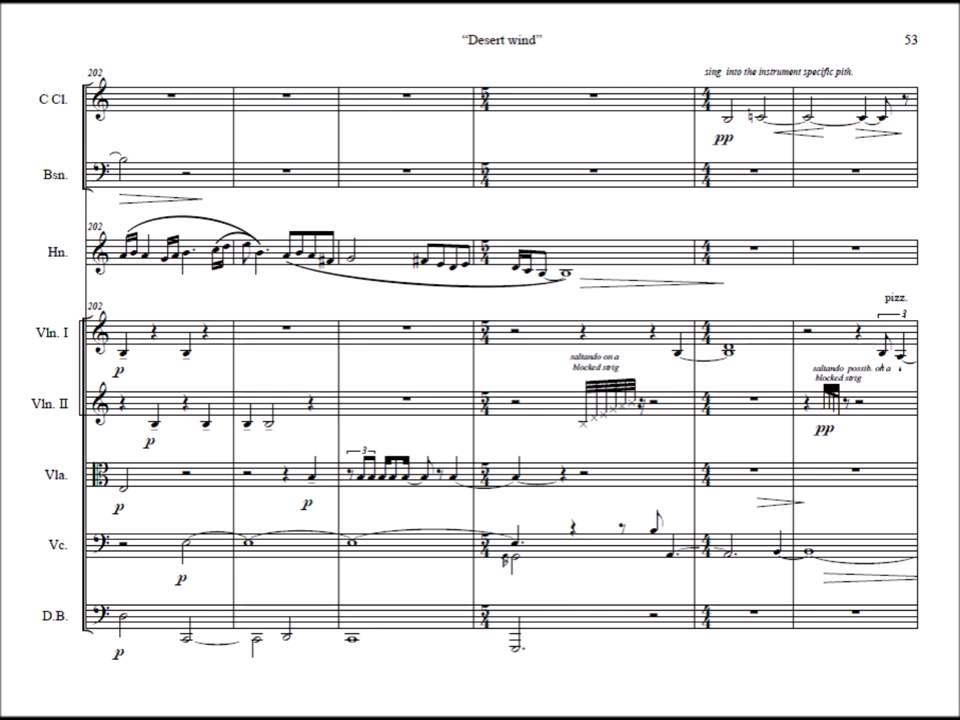 “Desert wind”
53
202
sing into the instrument specific pith.
C Cl.
pp
Bsn.
202
Hn.
202
pizz.
3
Vln. I
p
saltando on a
blocked strig
saltando possib. on a
blocked strig
Vln. II
p
pp
3
Vla.
p
p
Vc.
p
D.B.
p